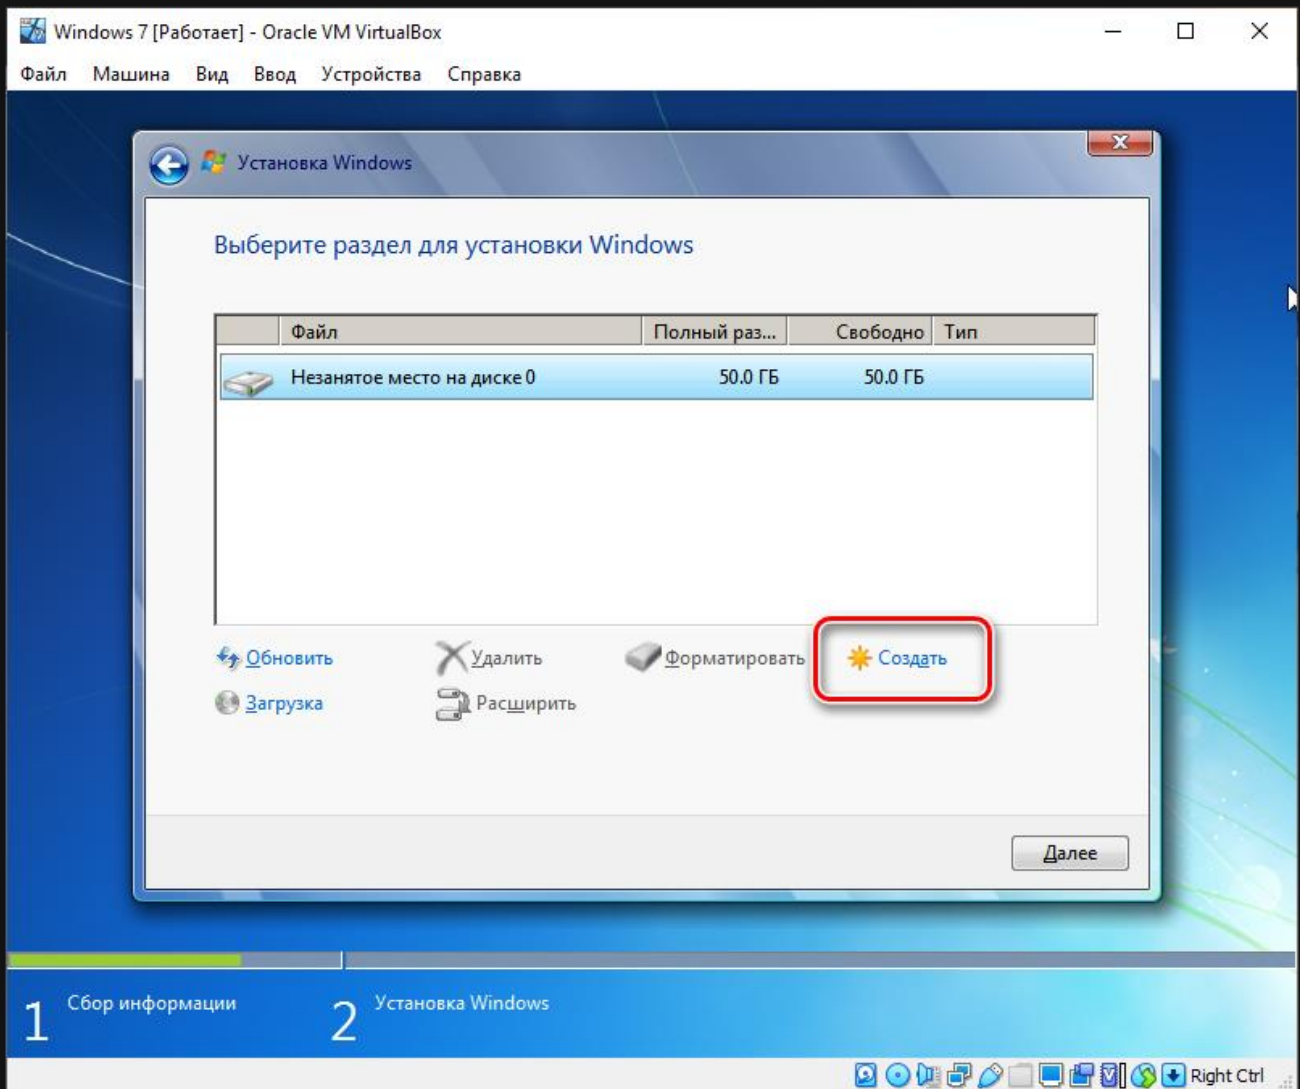 Windows 7 [Работает] - Oracle VM VirtualBox
Файл Машина Вид Ввод Устройства Справка
Установка Windows
Выберите раздел для установки Windows
Файл Полный раз... Свободно Тип
Незанятое место на диске 0 50.0 ГБ 50.0 ГБ
Обновить Удалить Форматировать Создать
Загрузка Расширить
Далее
1 Сбор информации 2 Установка Windows
Right Ctrl